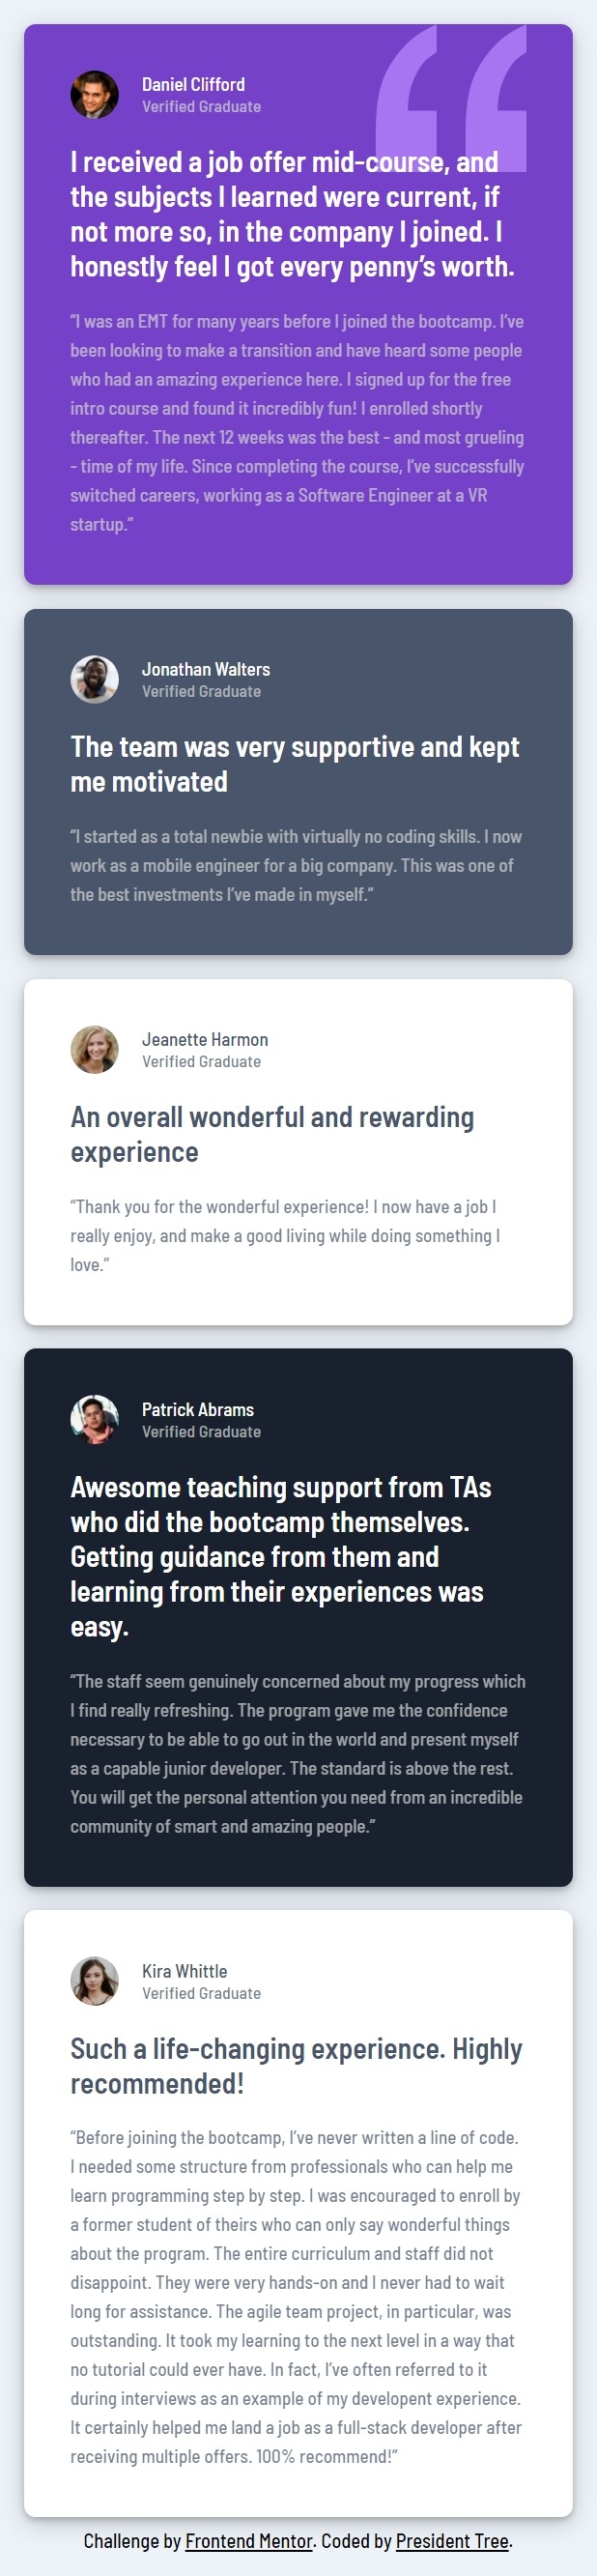 Daniel Clifford
Verified Graduate
I received a job offer mid-course, and
the subjects I learned were current, if
not more so, in the company I joined. I
honestly feel I got every penny’s worth.
“I was an EMT for many years before I joined the bootcamp. I’ve
been looking to make a transition and have heard some people
who had an amazing experience here. I signed up for the free
intro course and found it incredibly fun! I enrolled shortly
thereafter. The next 12 weeks was the best - and most grueling
- time of my life. Since completing the course, I’ve successfully
switched careers, working as a Software Engineer at a VR
startup.”
Jonathan Walters
Verified Graduate
The team was very supportive and kept
me motivated
“I started as a total newbie with virtually no coding skills. I now
work as a mobile engineer for a big company. This was one of
the best investments I’ve made in myself.”
Jeanette Harmon
Verified Graduate
An overall wonderful and rewarding
experience
“Thank you for the wonderful experience! I now have a job I
really enjoy, and make a good living while doing something I
love.”
Patrick Abrams
Verified Graduate
Awesome teaching support from TAs
who did the bootcamp themselves.
Getting guidance from them and
learning from their experiences was
easy.
“The staff seem genuinely concerned about my progress which
I find really refreshing. The program gave me the confidence
necessary to be able to go out in the world and present myself
as a capable junior developer. The standard is above the rest.
You will get the personal attention you need from an incredible
community of smart and amazing people.”
Kira Whittle
Verified Graduate
Such a life-changing experience. Highly
recommended!
“Before joining the bootcamp, I’ve never written a line of code.
I needed some structure from professionals who can help me
learn programming step by step. I was encouraged to enroll by
a former student of theirs who can only say wonderful things
about the program. The entire curriculum and staff did not
disappoint. They were very hands-on and I never had to wait
long for assistance. The agile team project, in particular, was
outstanding. It took my learning to the next level in a way that
no tutorial could ever have. In fact, I’ve often referred to it
during interviews as an example of my developent experience.
It certainly helped me land a job as a full-stack developer after
receiving multiple offers. 100% recommend!”
Challenge by Frontend Mentor. Coded by President Tree.